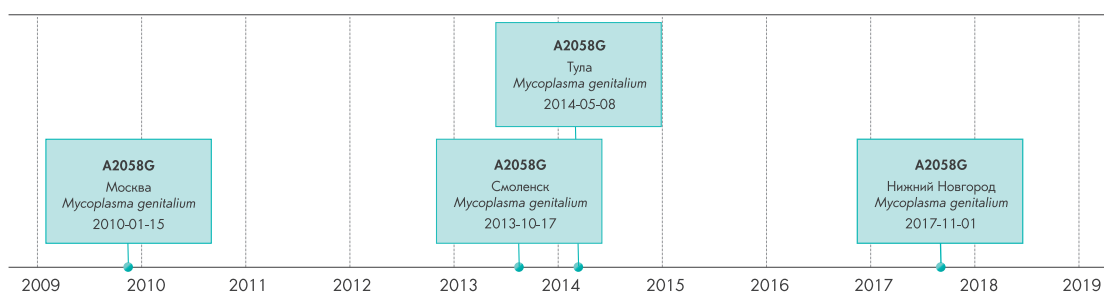 A2058G
Тула
Mycoplasma genitalium
2014-05-08
A2058G
Москва
Mycoplasma genitalium
2010-01-15
A2058G
Смоленск
Mycoplasma genitalium
2013-10-17
A2058G
Нижний Новгород
Mycoplasma genitalium
2017-11-01
2009 2010 2011 2012 2013 2014 2015 2016 2017 2018 2019